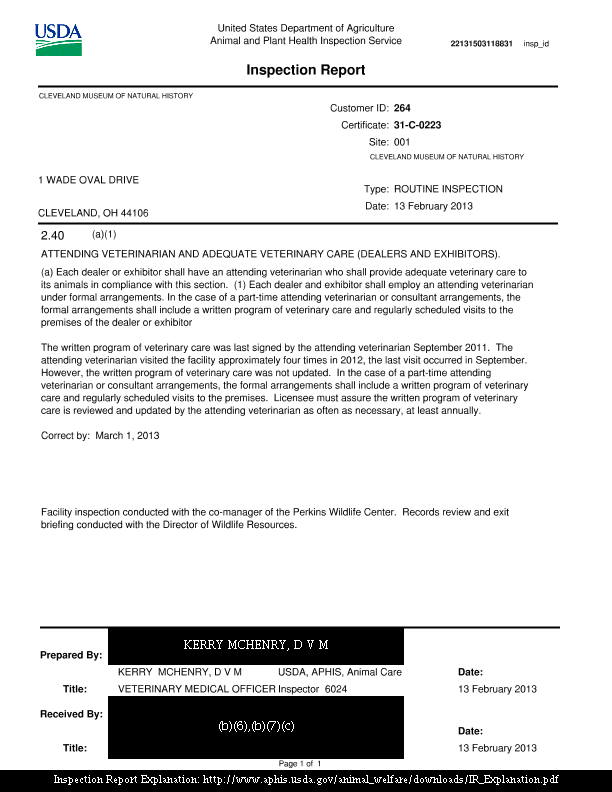 USDA
United States Department of Agriculture
Animal and Plant Health Inspection Service
22131503118831 insp_id
Inspection Report
CLEVELAND MUSEUM OF NATURAL HISTORY
Customer ID: 264
Certificate: 31-C-0223
Site: 001
CLEVELAND MUSEUM OF NATURAL HISTORY
1 WADE OVAL DRIVE
Type: ROUTINE INSPECTION
CLEVELAND, OH 44106
Date: 13 February 2013
2.40 (a)(1)
ATTENDING VETERINARIAN AND ADEQUATE VETERINARY CARE (DEALERS AND EXHIBITORS).
(a) Each dealer or exhibitor shall have an attending veterinarian who shall provide adequate veterinary care to
its animals in compliance with this section. (1) Each dealer and exhibitor shall employ an attending veterinarian
under formal arrangements. In the case of a part-time attending veterinarian or consultant arrangements, the
formal arrangements shall include a written program of veterinary care and regularly scheduled visits to the
premises of the dealer or exhibitor
The written program of veterinary care was last signed by the attending veterinarian September 2011. The
attending veterinarian visited the facility approximately four times in 2012, the last visit occurred in September.
However, the written program of veterinary care was not updated. In the case of a part-time attending
veterinarian or consultant arrangements, the formal arrangements shall include a written program of veterinary
care and regularly scheduled visits to the premises. Licensee must assure the written program of veterinary
care is reviewed and updated by the attending veterinarian as often as necessary, at least annually.
Correct by: March 1, 2013
Facility inspection conducted with the co-manager of the Perkins Wildlife Center. Records review and exit
briefing conducted with the Director of Wildlife Resources.
KERRY MCHENRY, D V M
Prepared By:
KERRY MCHENRY, D V M USDA, APHIS, Animal Care Date:
Title: VETERINARY MEDICAL OFFICER Inspector 6024 13 February 2013
Received By:
(b)(6),(b)(7)(c)
Date:
Title: 13 February 2013
Page 1 of 1
Inspection Report Explanation: http://www.aphis.usda.gov/animal_welfare/downloads/IR_Explanation.pdf